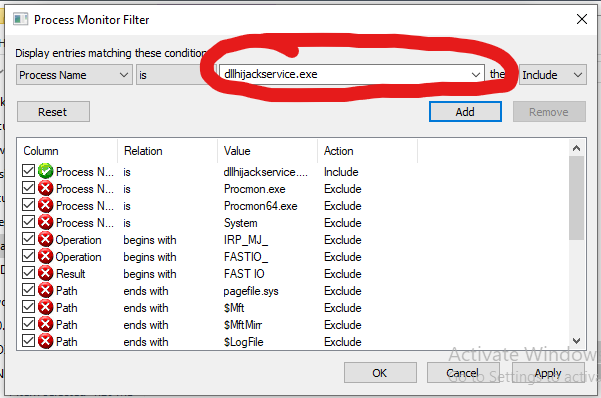 Process Monitor Filter
Display entries matching these condition
Process Name is dllhijackservice.exe the Include
Reset Add Remove
Column Relation Value Action
Process N... is dllhijackservice.... Include
Process N... is Procmon.exe Exclude
Process N... is Procmon64.exe Exclude
Process N... is System Exclude
Operation begins with IRP_MJ_ Exclude
Operation begins with FASTIO_ Exclude
Result begins with FAST IO Exclude
Path ends with pagefile.sys Exclude
Path ends with $Mft Exclude
Path ends with $MftMirr Exclude
Path ends with $LogFile Exclude
Activate Window
OK Cancel Apply
Go to Settings to activa